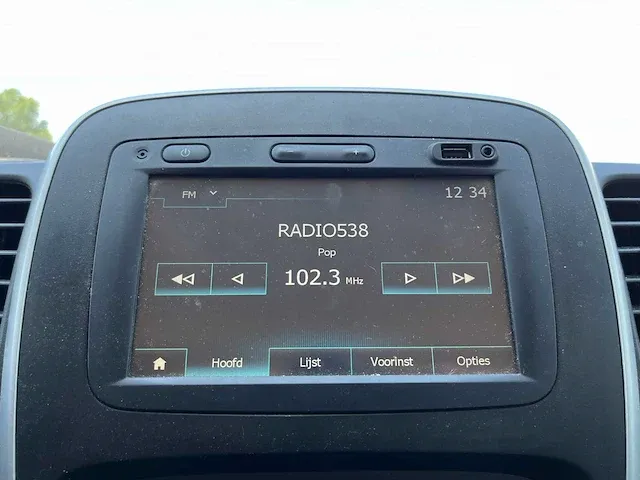 FM
12 34
RADIO538
Pop
102.3 MHz
Hoofd
Lijst
Voorinst
Opties